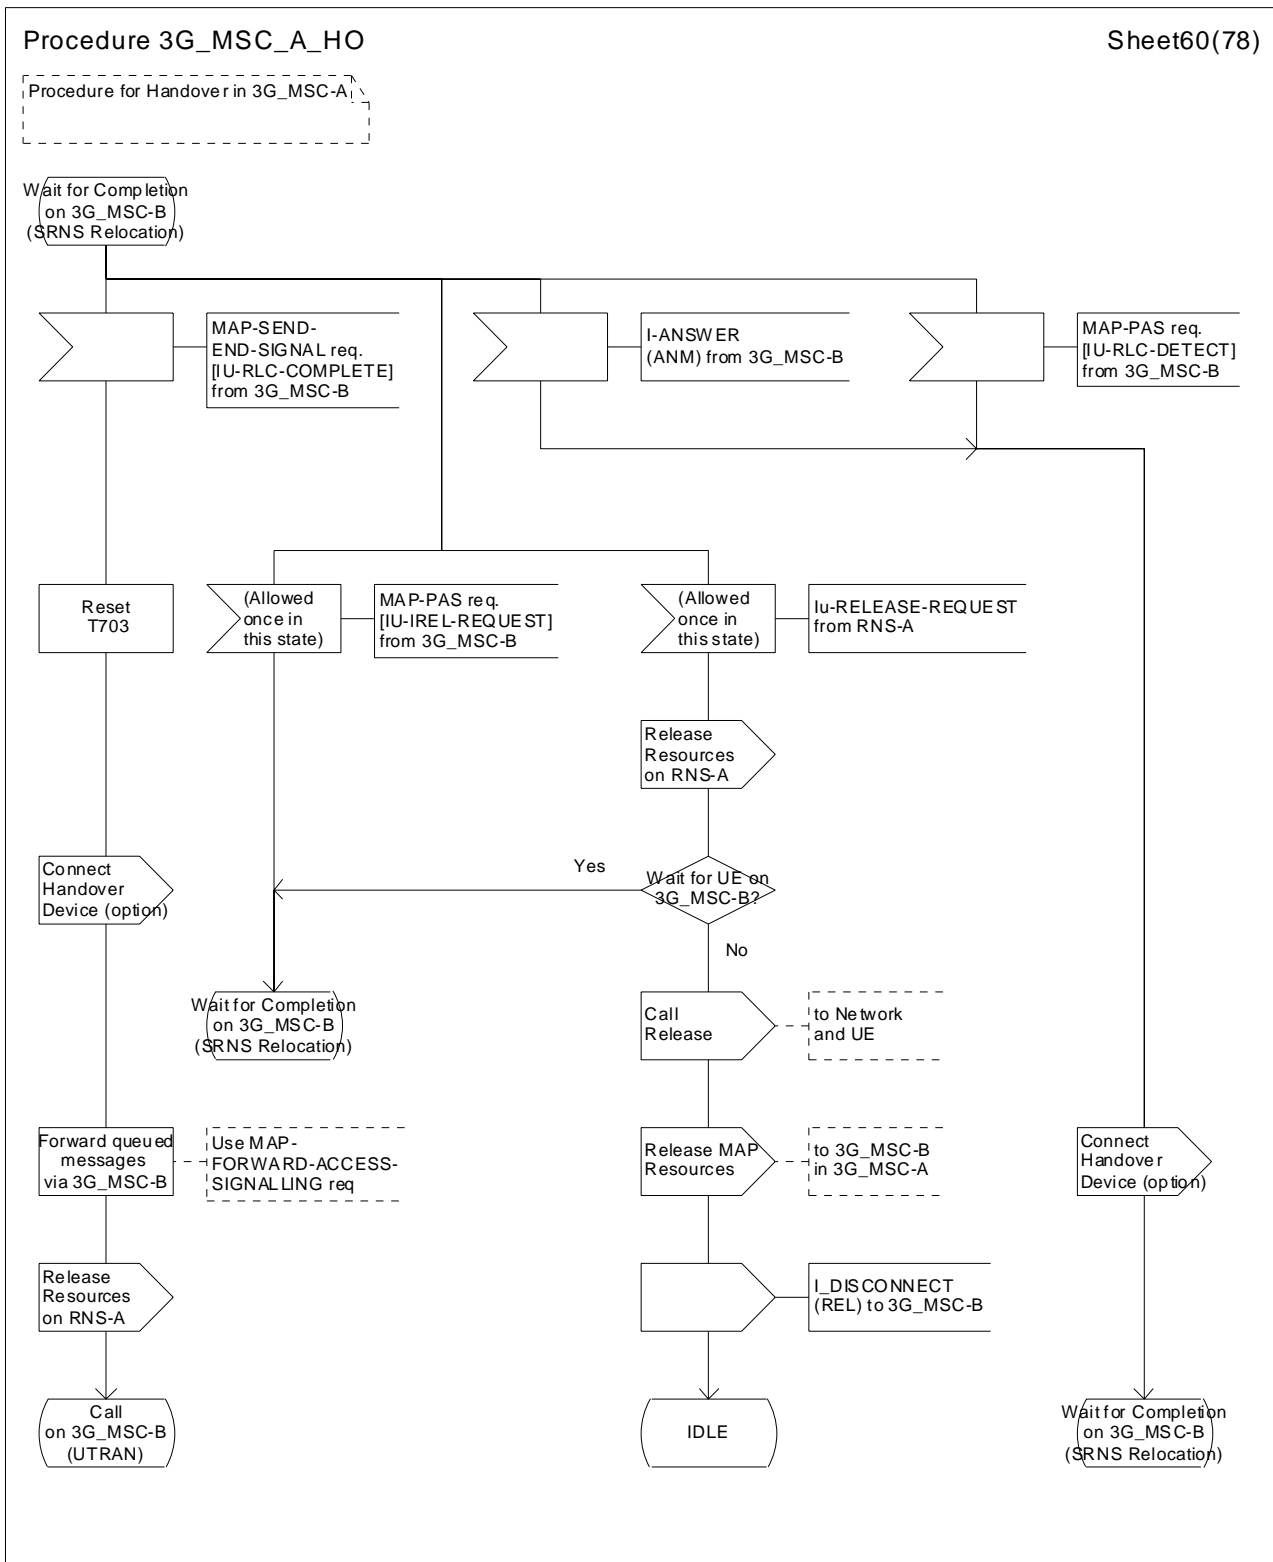 Procedure 3G_MSC_A_HO
Sheet60(78)
Procedure for Handover in 3G_MSC-A
Wait for Completion
on 3G_MSC-B
(SRNS Relocation)
MAP-SEND-
END-SIGNAL req.
[IU-RLC-COMPLETE]
from 3G_MSC-B
I-ANSWER
(ANM) from 3G_MSC-B
MAP-PAS req.
[IU-RLC-DETECT]
from 3G_MSC-B
Reset
T703
(Allowed
once in
this state)
MAP-PAS req.
[IU-IREL-REQUEST]
from 3G_MSC-B
(Allowed
once in
this state)
Iu-RELEASE-REQUEST
from RNS-A
Release
Resources
on RNS-A
Connect
Handover
Device (option)
Yes
Wait for UE on
3G_MSC-B?
No
Wait for Completion
on 3G_MSC-B
(SRNS Relocation)
Call
Release
to Network
and UE
Forward queued
messages
via 3G_MSC-B
Use MAP-
FORWARD-ACCESS-
SIGNALLING req
Release MAP
Resources
to 3G_MSC-B
in 3G_MSC-A
Connect
Handover
Device (option)
Release
Resources
on RNS-A
I_DISCONNECT
(REL) to 3G_MSC-B
Call
on 3G_MSC-B
(UTRAN)
IDLE
Wait for Completion
on 3G_MSC-B
(SRNS Relocation)